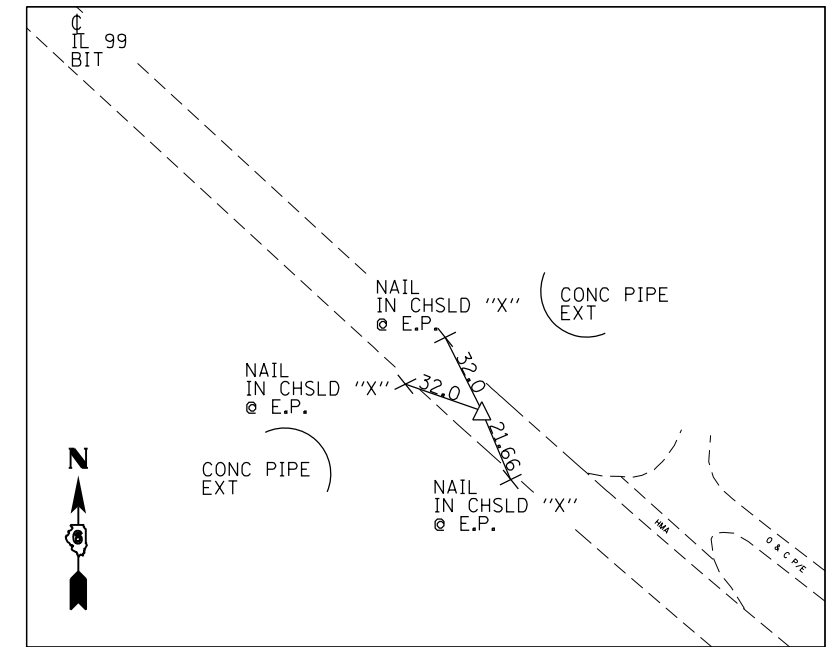 ℄
IL 99
BIT
NAIL
IN CHSLD "X"
@ E.P.
CONC PIPE
EXT
32.0
NAIL
IN CHSLD "X"
@ E.P.
32.0
21.66
CONC PIPE
EXT
N
6
NAIL
IN CHSLD "X"
@ E.P.
HMA
O & C P/E